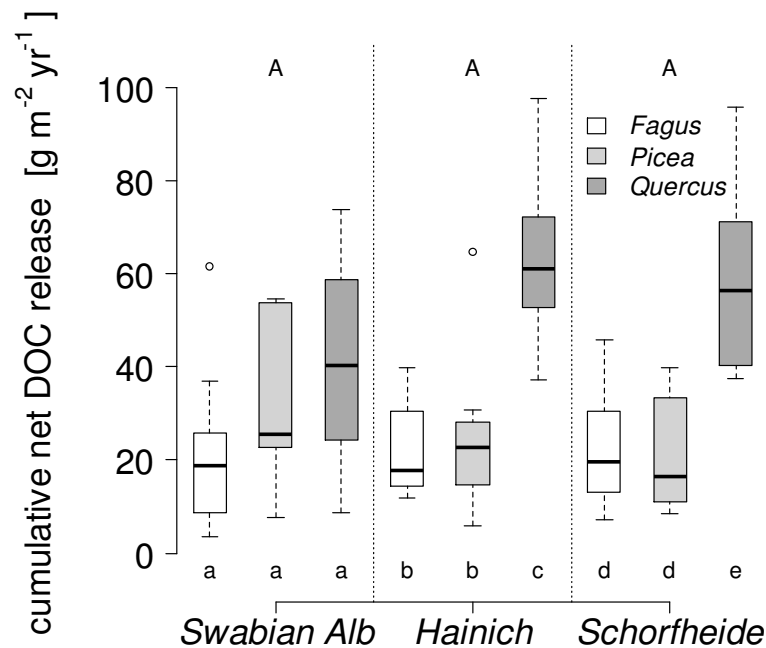 cumulative net DOC release [g m⁻² yr⁻¹ ]
A A A
100
80
60
40
20
0
Fagus
Picea
Quercus
a a a b b c d d e
Swabian Alb Hainich Schorfheide